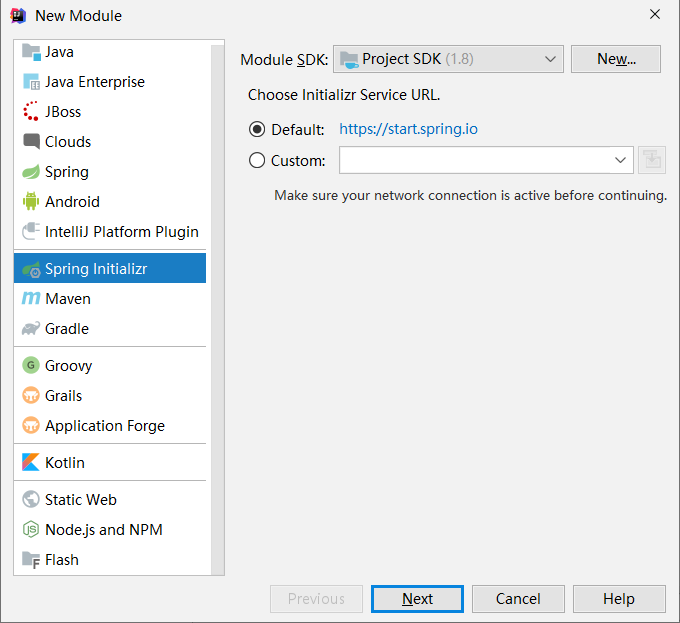 New Module
Java
Java Enterprise
JBoss
Clouds
Spring
Android
IntelliJ Platform Plugin
Spring Initializr
Maven
Gradle
Groovy
Grails
Application Forge
Kotlin
Static Web
Node.js and NPM
Flash
Module SDK: Project SDK (1.8) New...
Choose Initializr Service URL.
Default: https://start.spring.io
Custom:
Make sure your network connection is active before continuing.
Previous Next Cancel Help